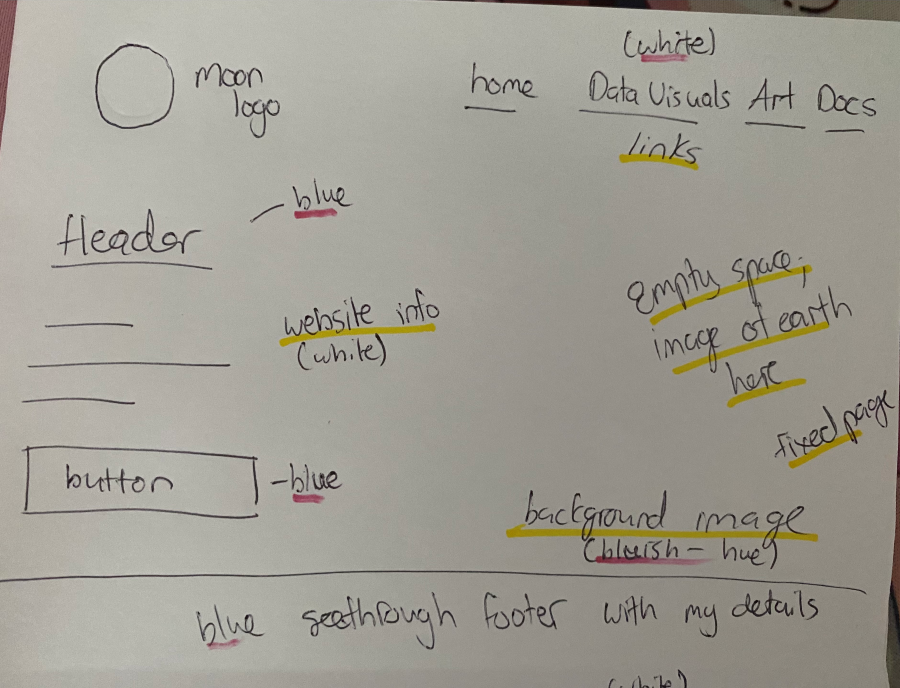 (white)
moon
logo
home Data Visuals Art Docs
links
blue
Header
website info
(white)
Empty space,
image of earth
here
fixed page
button
- blue
background image
(blueish - hue)
blue seethrough footer with my details
(white)